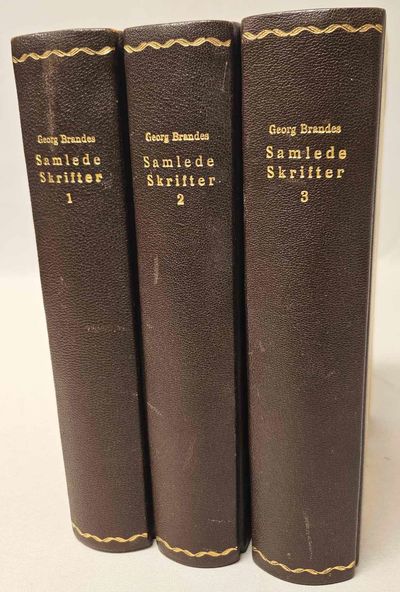 Georg Brandes
Samlede
Skrifter
1
Georg Brandes
Samlede
Skrifter
2
Georg Brandes
Samlede
Skrifter
3